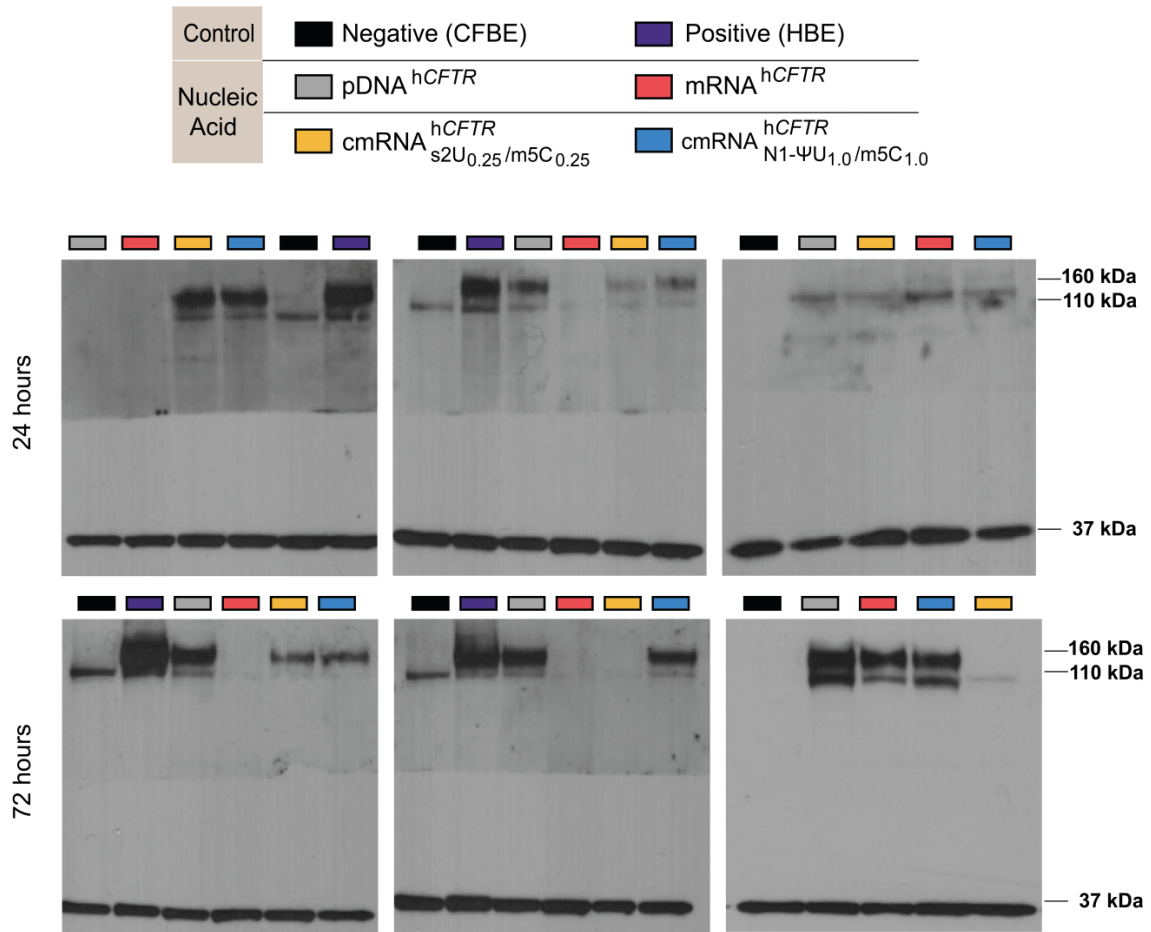 Control Negative (CFBE) Positive (HBE)
Nucleic Acid pDNA hCFTR mRNA hCFTR
cmRNA hCFTR s2U0.25/m5C0.25 cmRNA hCFTR N1-ΨU1.0/m5C1.0
24 hours
160 kDa
110 kDa
37 kDa
72 hours
160 kDa
110 kDa
37 kDa